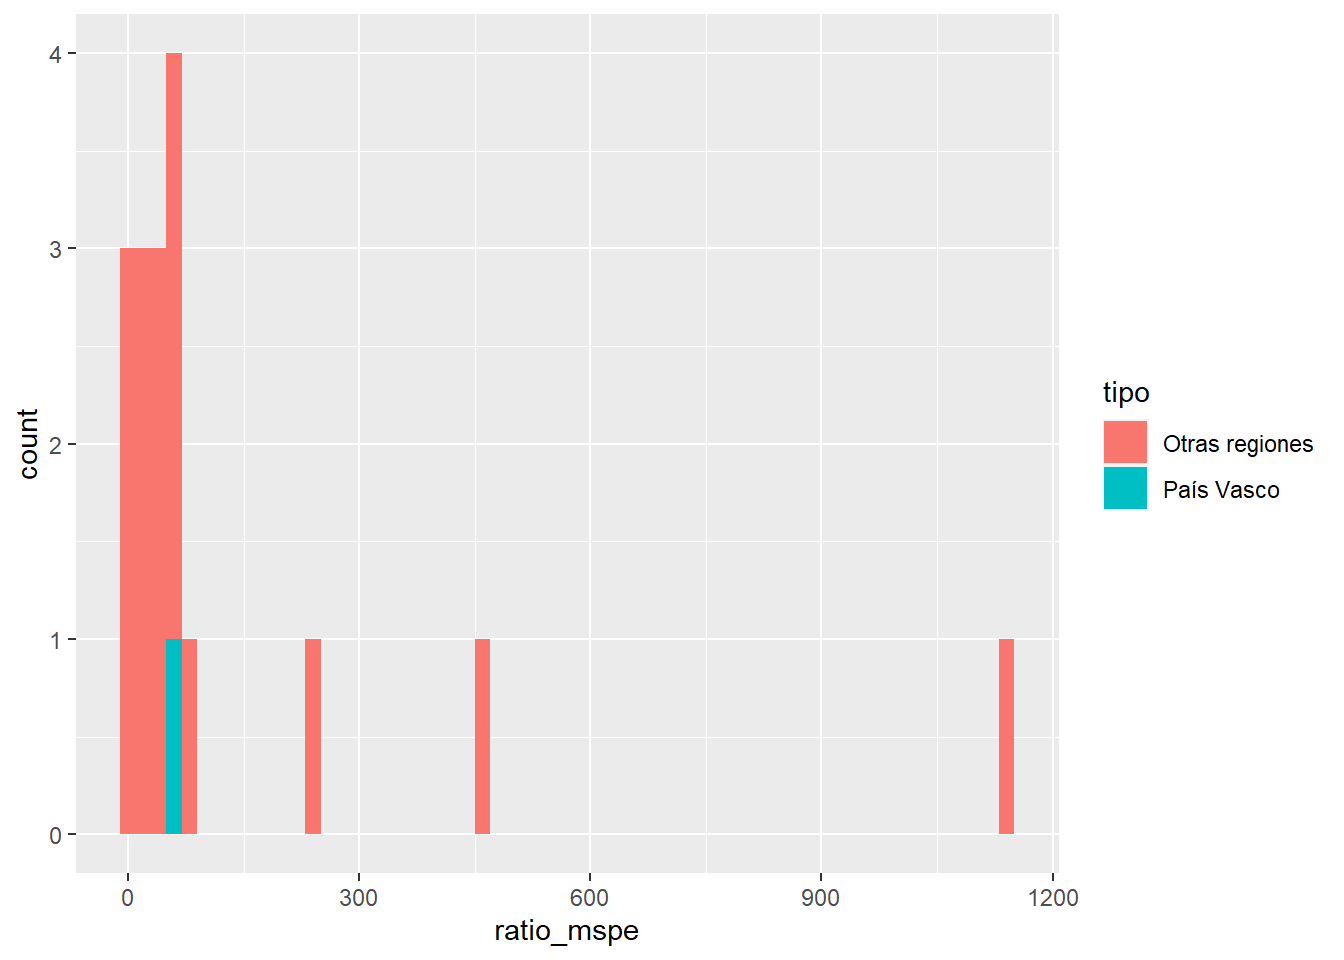 4
3
2
1
0
count
0 300 600 900 1200
ratio_mspe
tipo
Otras regiones
País Vasco